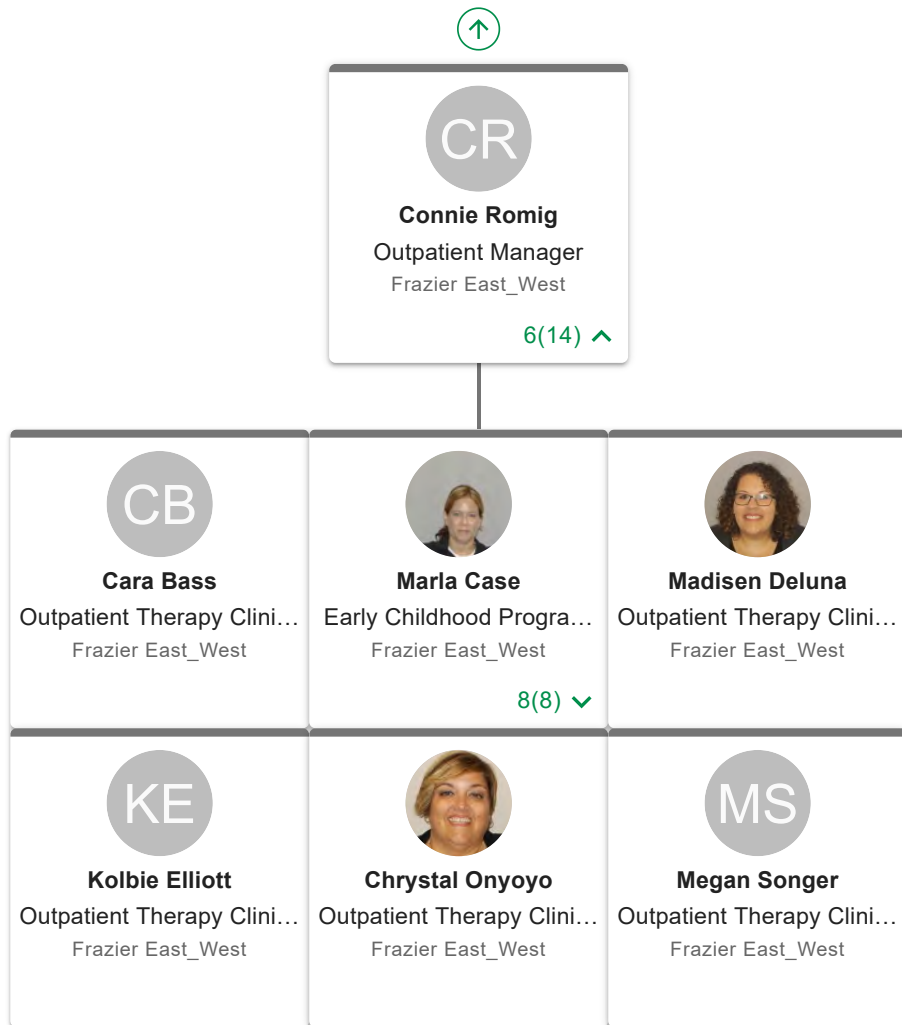 CR
Connie Romig
Outpatient Manager
Frazier East_West
6(14)
CB
Cara Bass
Outpatient Therapy Clini…
Frazier East_West
Marla Case
Early Childhood Progra…
Frazier East_West
8(8)
Madisen Deluna
Outpatient Therapy Clini…
Frazier East_West
KE
Kolbie Elliott
Outpatient Therapy Clini…
Frazier East_West
Chrystal Onyoyo
Outpatient Therapy Clini…
Frazier East_West
MS
Megan Songer
Outpatient Therapy Clini…
Frazier East_West